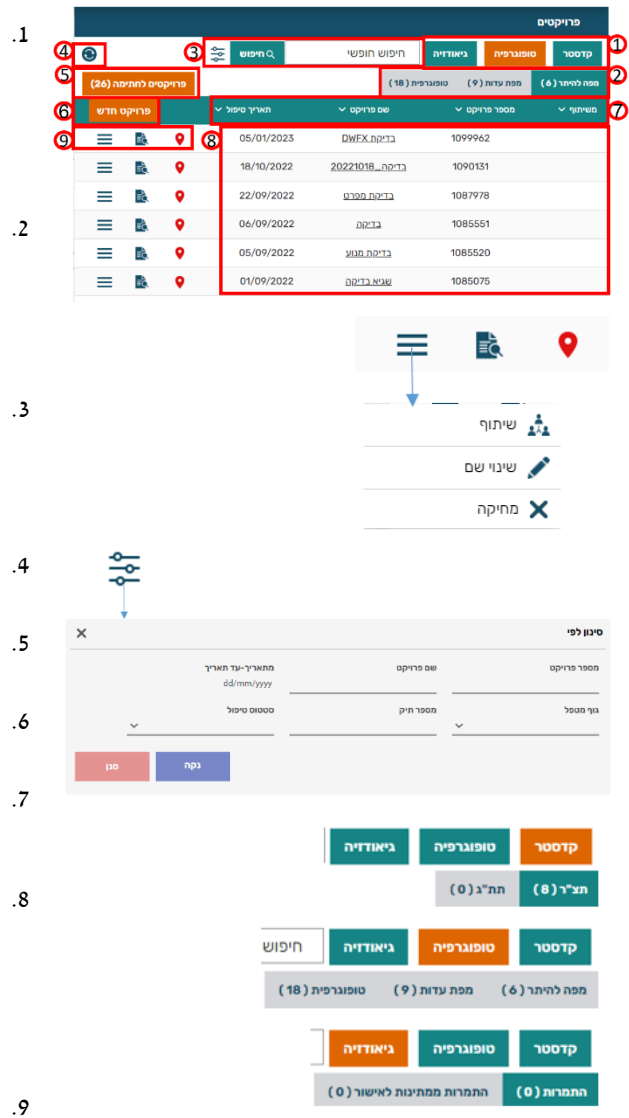 .1
פרויקטים
① קדסטר טופוגרפיה גיאודזיה ③ חיפוש חופשי חיפוש ④
② מפה להיתר (6) מפת עדות (9) טופוגרפית (18) ⑤ פרויקטים לחתימה (26)
⑦ משיתוף מספר פרויקט שם פרויקט תאריך טיפול ⑥ פרויקט חדש
1099962 בדיקת DWFX 05/01/2023 ⑧ ⑨
1090131 בדיקה_20221018 18/10/2022
1087978 בדיקת מפרט 22/09/2022
.2
1085551 בדיקה 06/09/2022
1085520 בדיקת מנוע 05/09/2022
1085075 שגיא בדיקה 01/09/2022
.3
שיתוף
שינוי שם
מחיקה
.4
.5
סינון לפי
מספר פרויקט שם פרויקט מתאריך-עד תאריך
dd/mm/yyyy
.6
גוף מטפל מספר תיק סטטוס טיפול
נקה סנן
.7
קדסטר טופוגרפיה גיאודזיה
.8
תצ"ר (8) תת"ג (0)
קדסטר טופוגרפיה גיאודזיה חיפוש
מפה להיתר (6) מפת עדות (9) טופוגרפית (18)
קדסטר טופוגרפיה גיאודזיה
התמרות (0) התמרות ממתינות לאישור (0)
.9